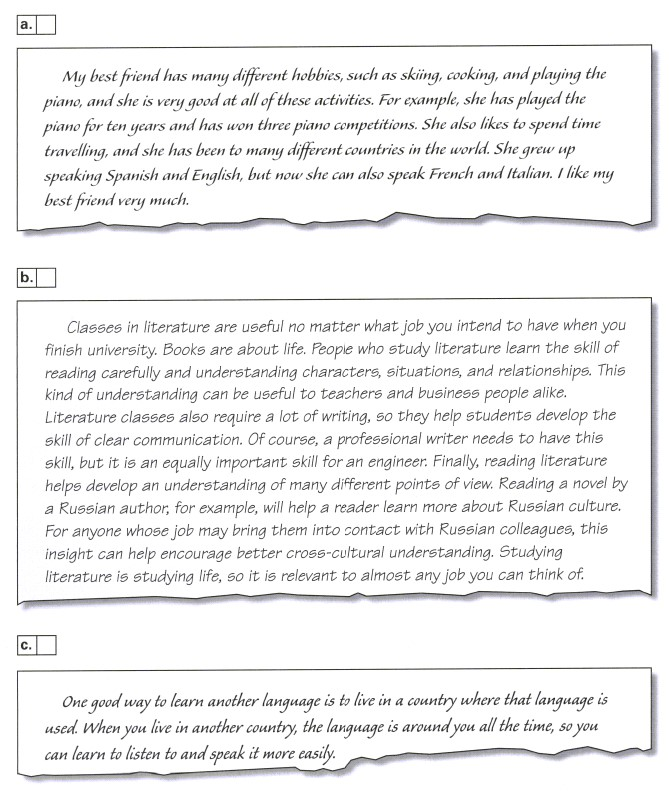 a.
My best friend has many different hobbies, such as skiing, cooking, and playing the
piano, and she is very good at all of these activities. For example, she has played the
piano for ten years and has won three piano competitions. She also likes to spend time
travelling, and she has been to many different countries in the world. She grew up
speaking Spanish and English, but now she can also speak French and Italian. I like my
best friend very much.
b.
Classes in literature are useful no matter what job you intend to have when you
finish university. Books are about life. People who study literature learn the skill of
reading carefully and understanding characters, situations, and relationships. This
kind of understanding can be useful to teachers and business people alike.
Literature classes also require a lot of writing, so they help students develop the
skill of clear communication. Of course, a professional writer needs to have this
skill, but it is an equally important skill for an engineer. Finally, reading literature
helps develop an understanding of many different points of view. Reading a novel by
a Russian author, for example, will help a reader learn more about Russian culture.
For anyone whose job may bring them into contact with Russian colleagues, this
insight can help encourage better cross-cultural understanding. Studying
literature is studying life, so it is relevant to almost any job you can think of.
c.
One good way to learn another language is to live in a country where that language is
used. When you live in another country, the language is around you all the time, so you
can learn to listen to and speak it more easily.